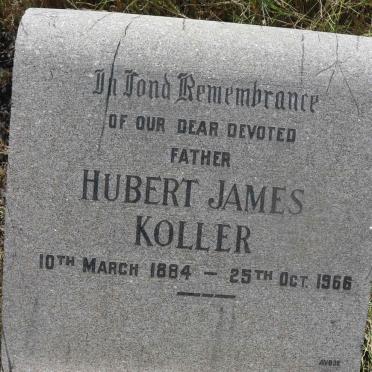 In Fond Remembrance
OF OUR DEAR DEVOTED
FATHER
HUBERT JAMES
KOLLER
10TH MARCH 1884 – 25TH OCT. 1966